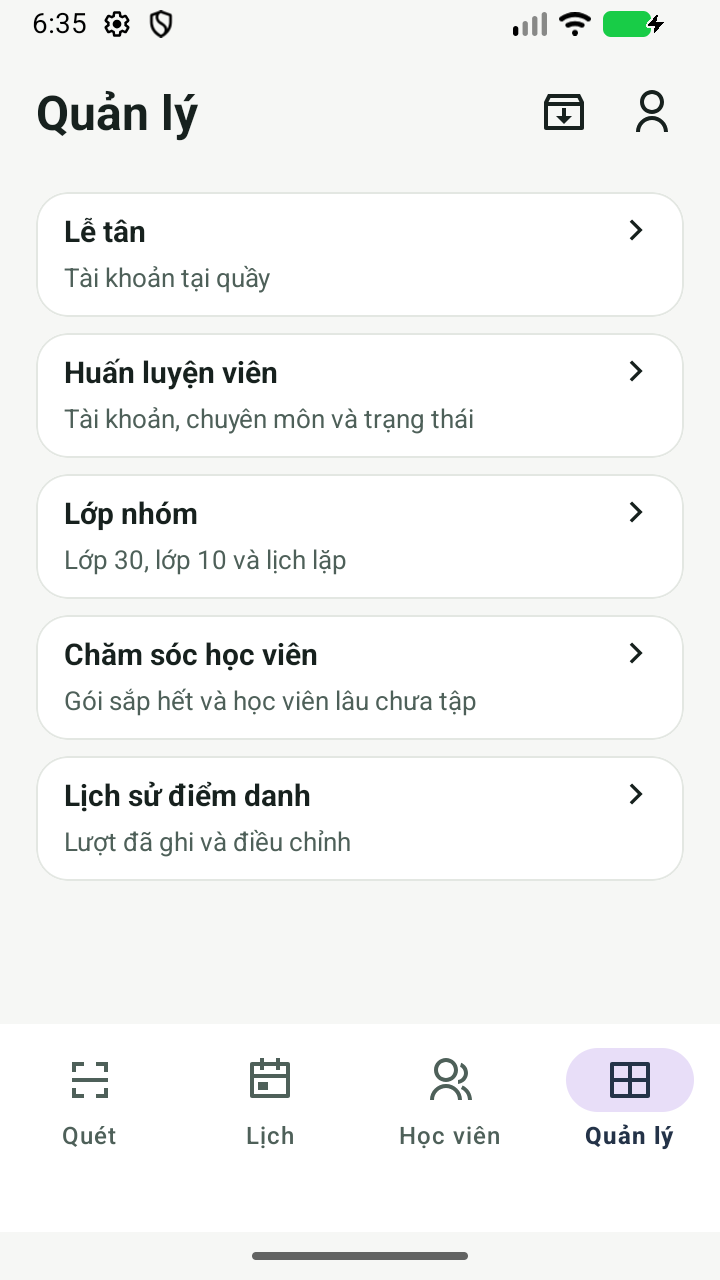 6:35
Quản lý
Lễ tân
Tài khoản tại quầy
Huấn luyện viên
Tài khoản, chuyên môn và trạng thái
Lớp nhóm
Lớp 30, lớp 10 và lịch lặp
Chăm sóc học viên
Gói sắp hết và học viên lâu chưa tập
Lịch sử điểm danh
Lượt đã ghi và điều chỉnh
Quét
Lịch
Học viên
Quản lý